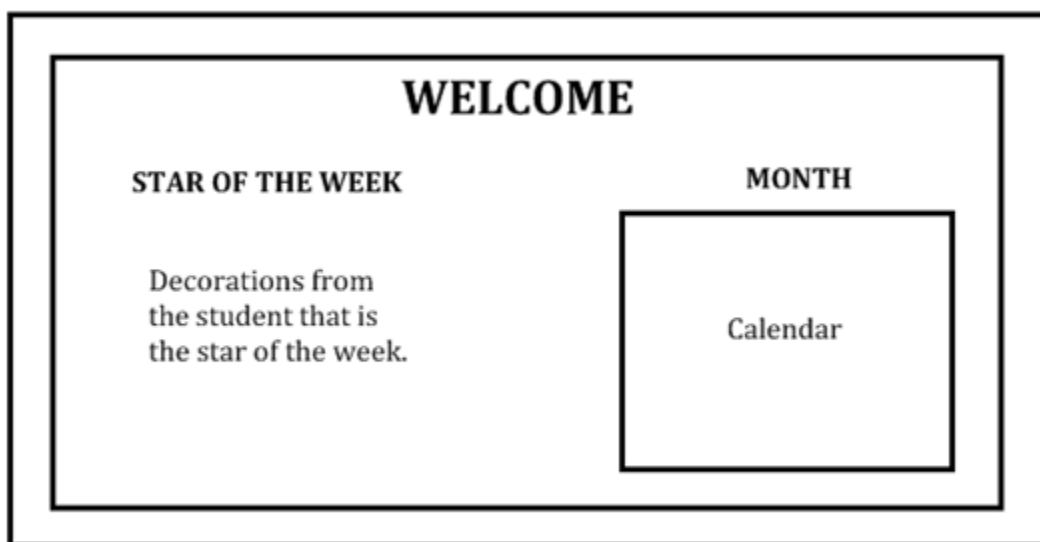 WELCOME
STAR OF THE WEEK
Decorations from
the student that is
the star of the week.
MONTH
Calendar